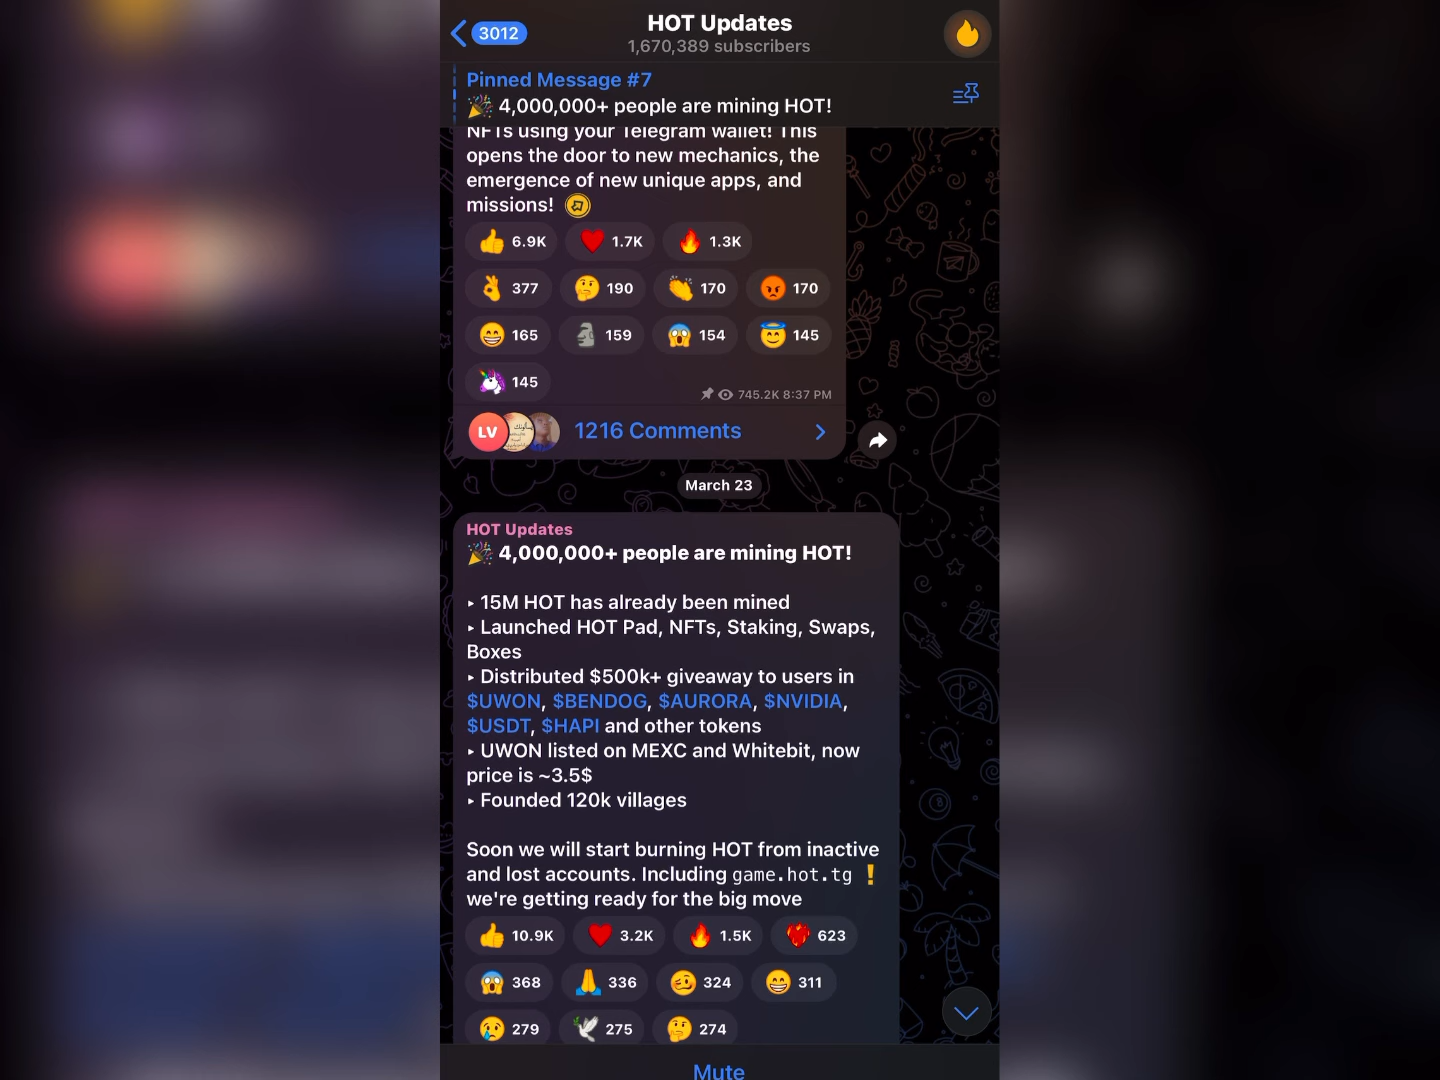 3012
HOT Updates
1,670,389 subscribers
Pinned Message #7
🎉 4,000,000+ people are mining HOT!
NFTs using your Telegram wallet! This
opens the door to new mechanics, the
emergence of new unique apps, and
missions!
👍 6.9K ❤️ 1.7K 🔥 1.3K
✌️ 377 🤔 190 👏 170 😡 170
😁 165 🗿 159 😱 154 😇 145
🦄 145
745.2K 8:37 PM
LV
1216 Comments
March 23
HOT Updates
🎉 4,000,000+ people are mining HOT!
‣ 15M HOT has already been mined
‣ Launched HOT Pad, NFTs, Staking, Swaps,
Boxes
‣ Distributed $500k+ giveaway to users in
$UWON, $BENDOG, $AURORA, $NVIDIA,
$USDT, $HAPI and other tokens
‣ UWON listed on MEXC and Whitebit, now
price is ~3.5$
‣ Founded 120k villages
Soon we will start burning HOT from inactive
and lost accounts. Including game.hot.tg ❗
we're getting ready for the big move
👍 10.9K ❤️ 3.2K 🔥 1.5K 623
😱 368 🙏 336 🥴 324 😁 311
😢 279 🕊 275 🤔 274
Mute